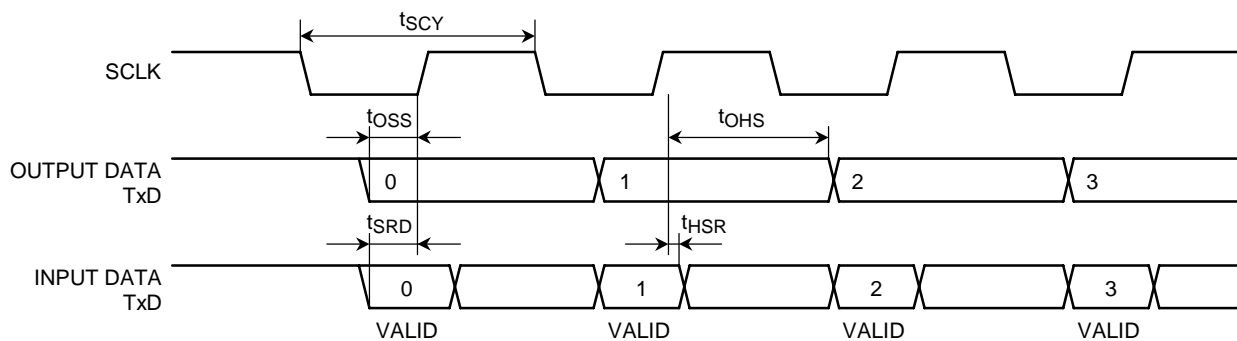 tSCY
SCLK
tOSS
tOHS
OUTPUT DATA
TxD
0
1
2
3
tSRD
tHSR
INPUT DATA
TxD
0
1
2
3
VALID
VALID
VALID
VALID